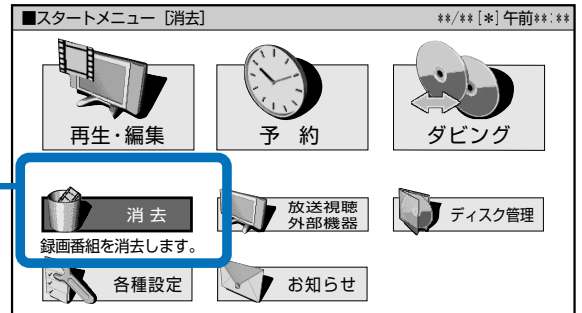 ■スタートメニュー［消去］
**/**[*]午前**:**
再生・編集
予 約
ダビング
消 去
録画番組を消去します。
放送視聴
外部機器
ディスク管理
各種設定
お知らせ